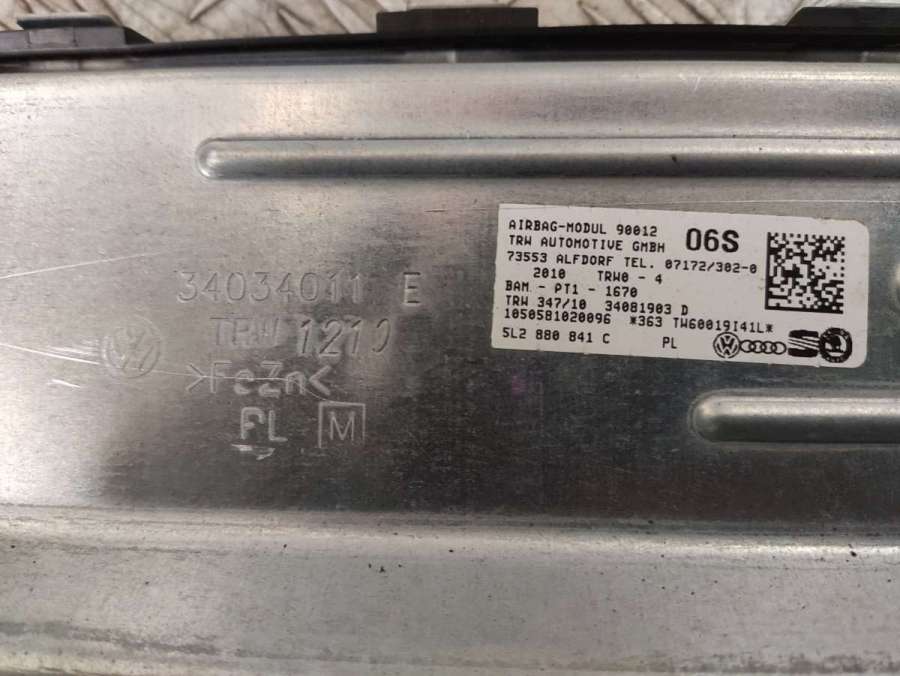 34034011 E
TRW 1210
>FeZn<
PL M
AIRBAG-MODUL 90012
TRW AUTOMOTIVE GMBH 06S
73553 ALFDORF TEL. 07172/302-0
2010 TRW0 - 4
BAM - PT1 - 1670
TRW 347/10 34081903 D
1050581020096 *363 TW60019I41L*
5L2 880 841 C PL